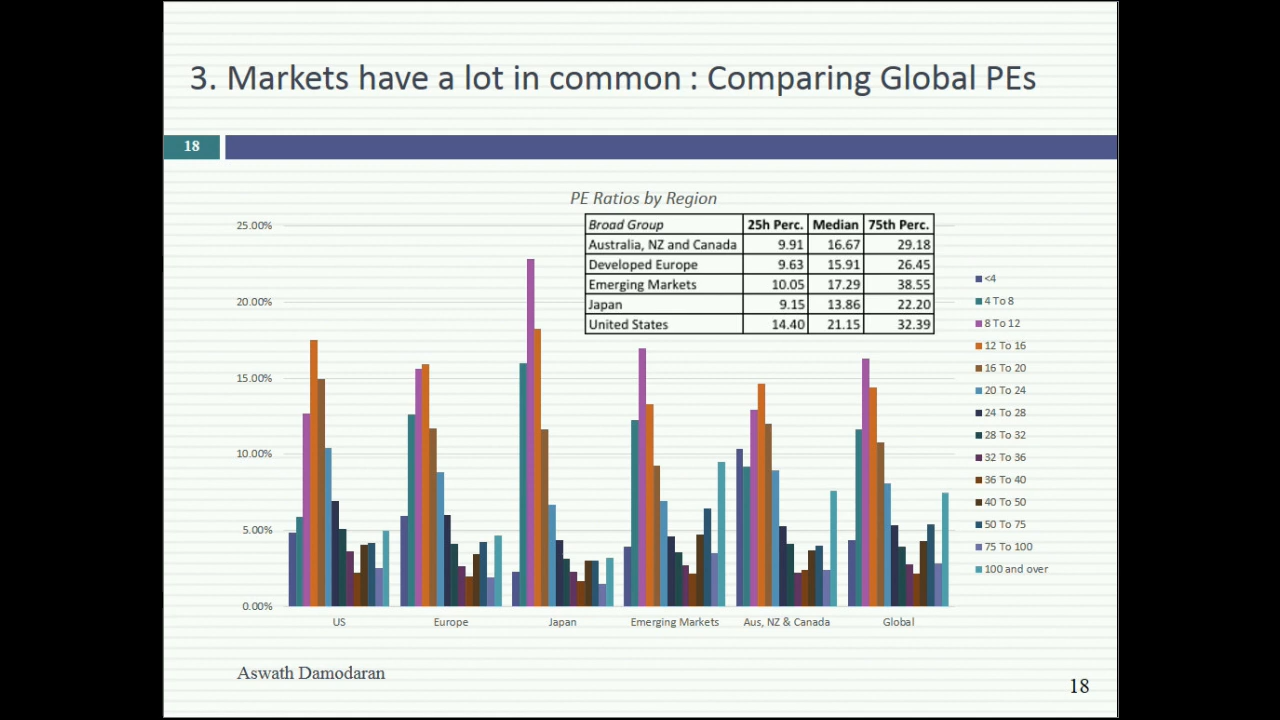 3. Markets have a lot in common : Comparing Global PEs
18
PE Ratios by Region
Broad Group 25h Perc. Median 75th Perc.
Australia, NZ and Canada 9.91 16.67 29.18
Developed Europe 9.63 15.91 26.45
Emerging Markets 10.05 17.29 38.55
Japan 9.15 13.86 22.20
United States 14.40 21.15 32.39
25.00%
20.00%
15.00%
10.00%
5.00%
0.00%
US Europe Japan Emerging Markets Aus, NZ & Canada Global
<4
4 To 8
8 To 12
12 To 16
16 To 20
20 To 24
24 To 28
28 To 32
32 To 36
36 To 40
40 To 50
50 To 75
75 To 100
100 and over
Aswath Damodaran
18